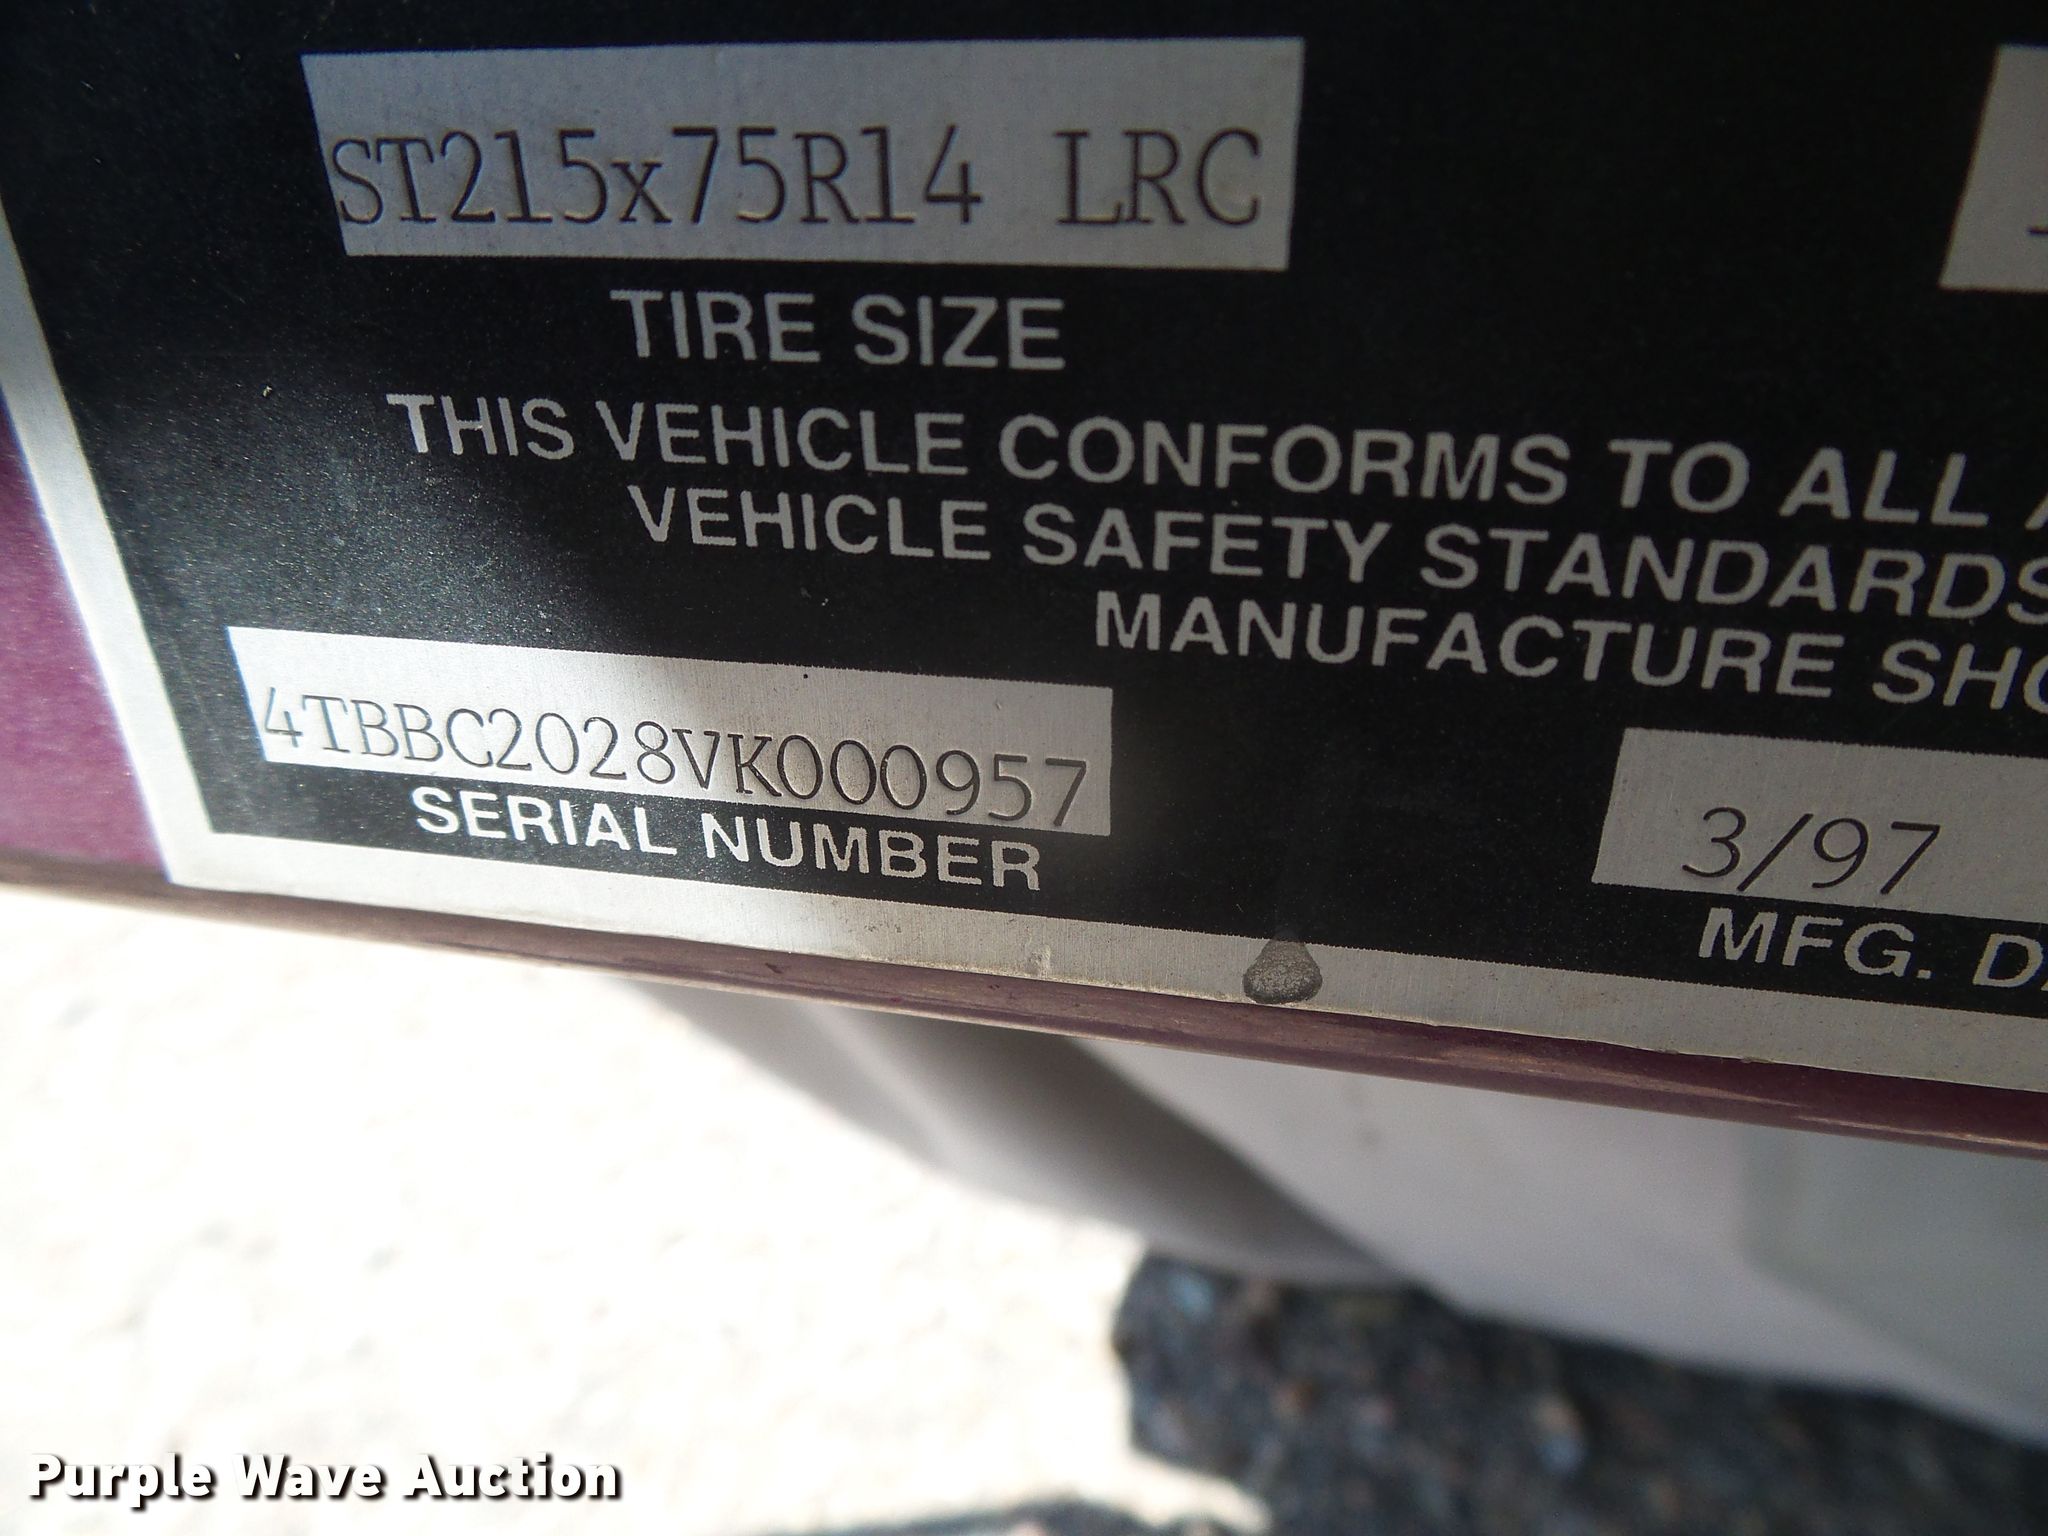 ST215x75R14 LRC
TIRE SIZE
THIS VEHICLE CONFORMS TO ALL
VEHICLE SAFETY STANDARDS
MANUFACTURE
4TBBC2028VK000957
SERIAL NUMBER
3/97
MFG.
Purple Wave Auction